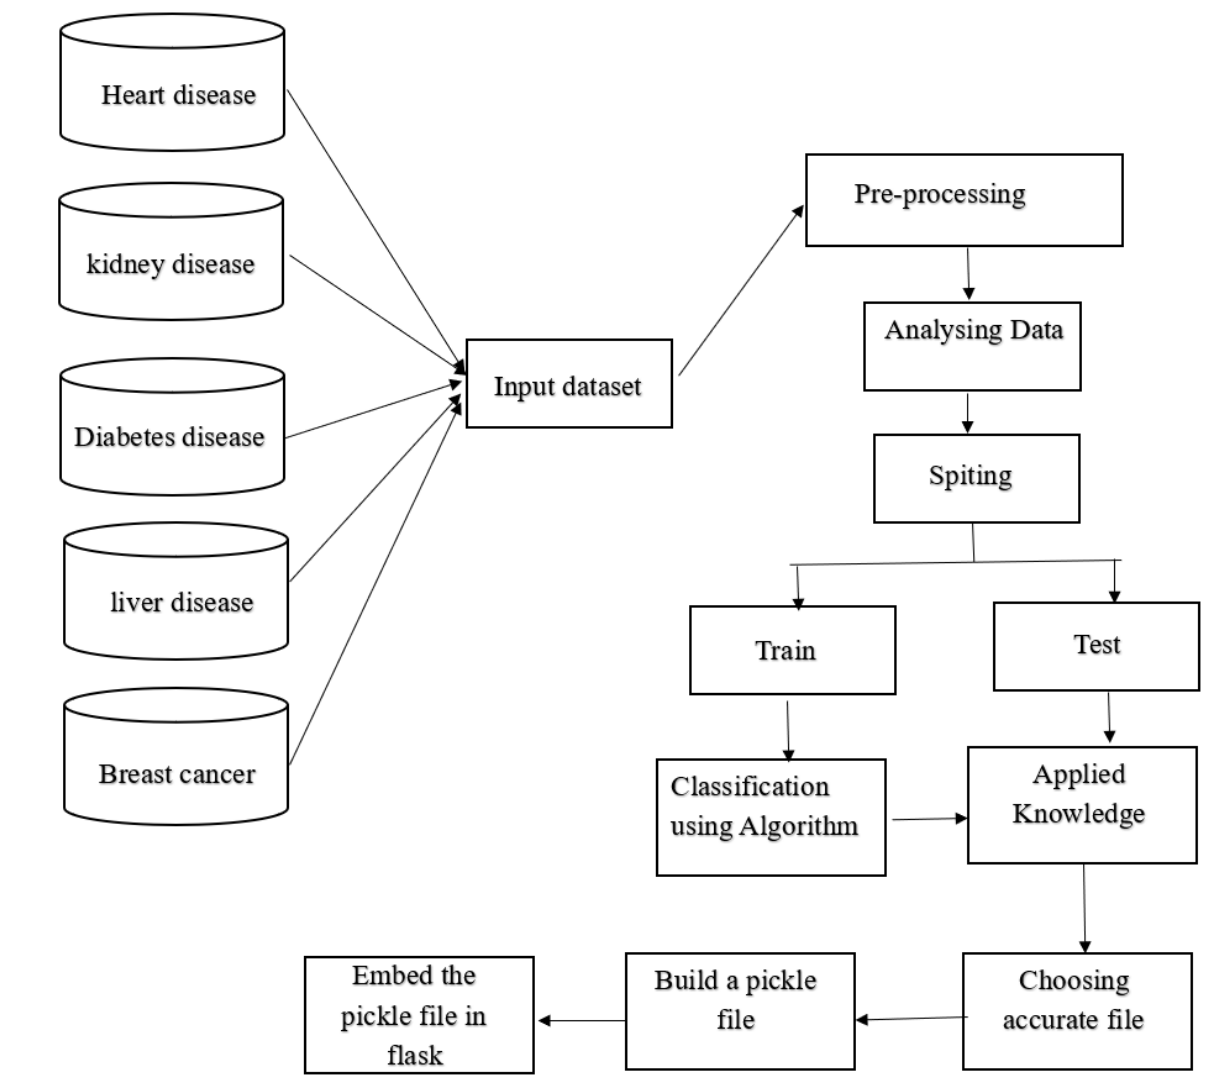 Heart disease
kidney disease
Diabetes disease
liver disease
Breast cancer
Input dataset
Pre-processing
Analysing Data
Spiting
Train
Test
Classification
using Algorithm
Applied
Knowledge
Choosing
accurate file
Build a pickle
file
Embed the
pickle file in
flask